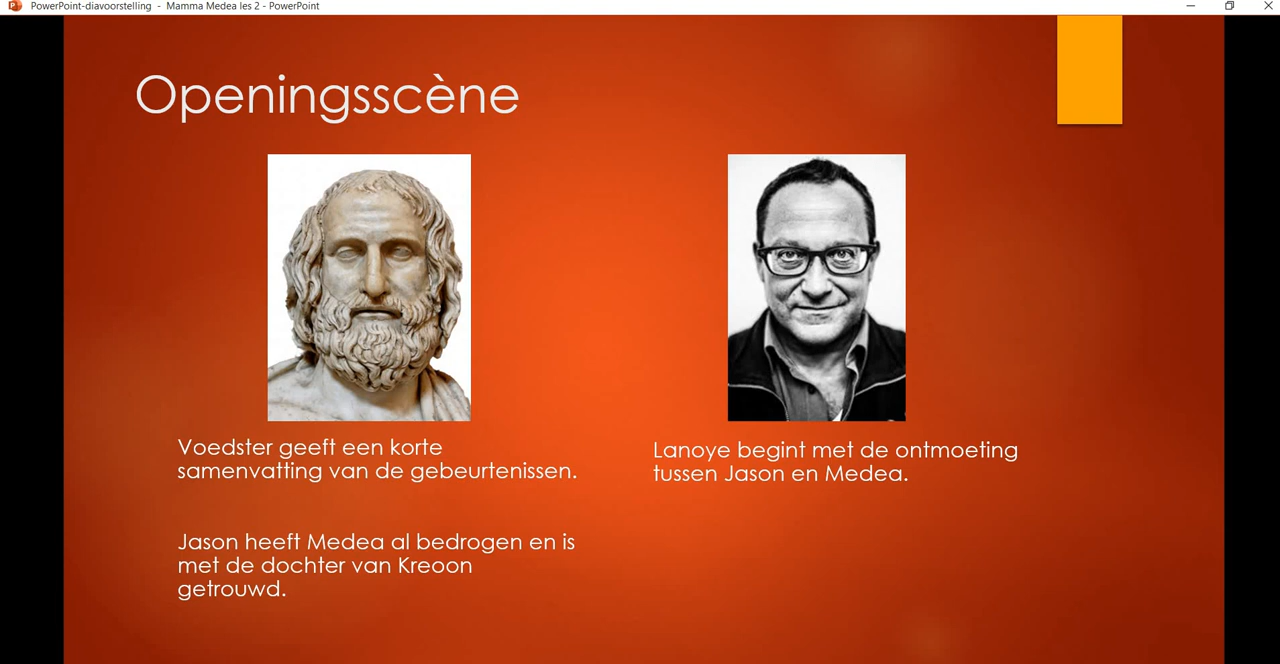 PowerPoint-diavoorstelling - Mamma Medea les 2 - PowerPoint
Openingsscène
Voedster geeft een korte
samenvatting van de gebeurtenissen.
Jason heeft Medea al bedrogen en is
met de dochter van Kreoon
getrouwd.
Lanoye begint met de ontmoeting
tussen Jason en Medea.